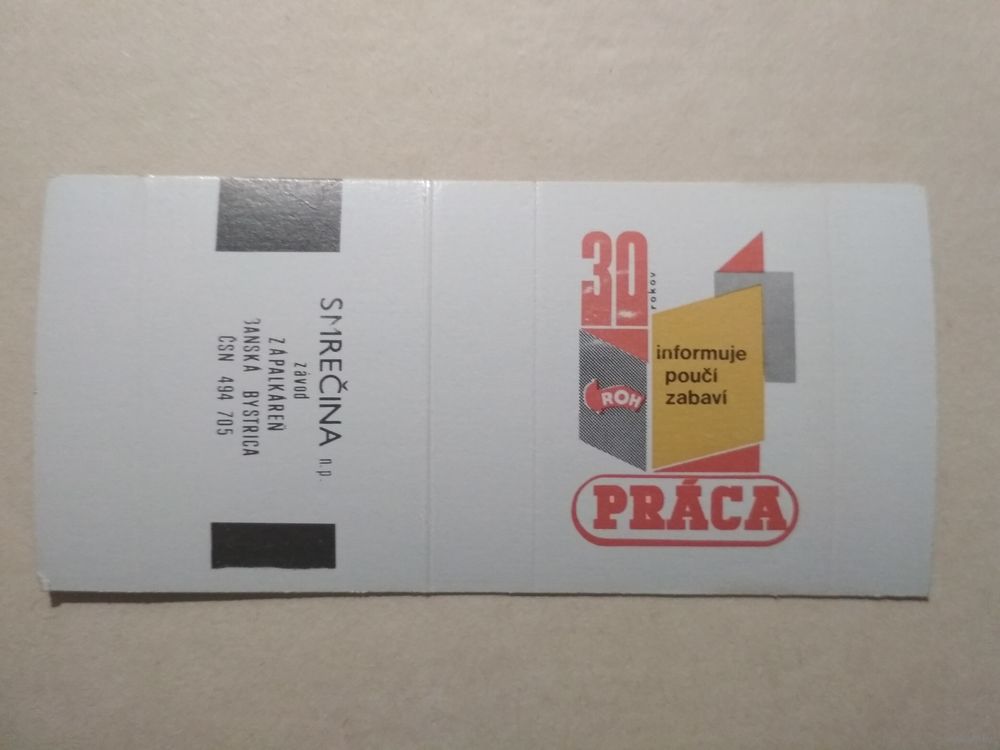 SMREČINA n.p.
závod
ZÁPALKÁREŇ
BANSKÁ BYSTRICA
ČSN 494 705
30
rokov
informuje
poučí
zabaví
ROH
PRÁCA